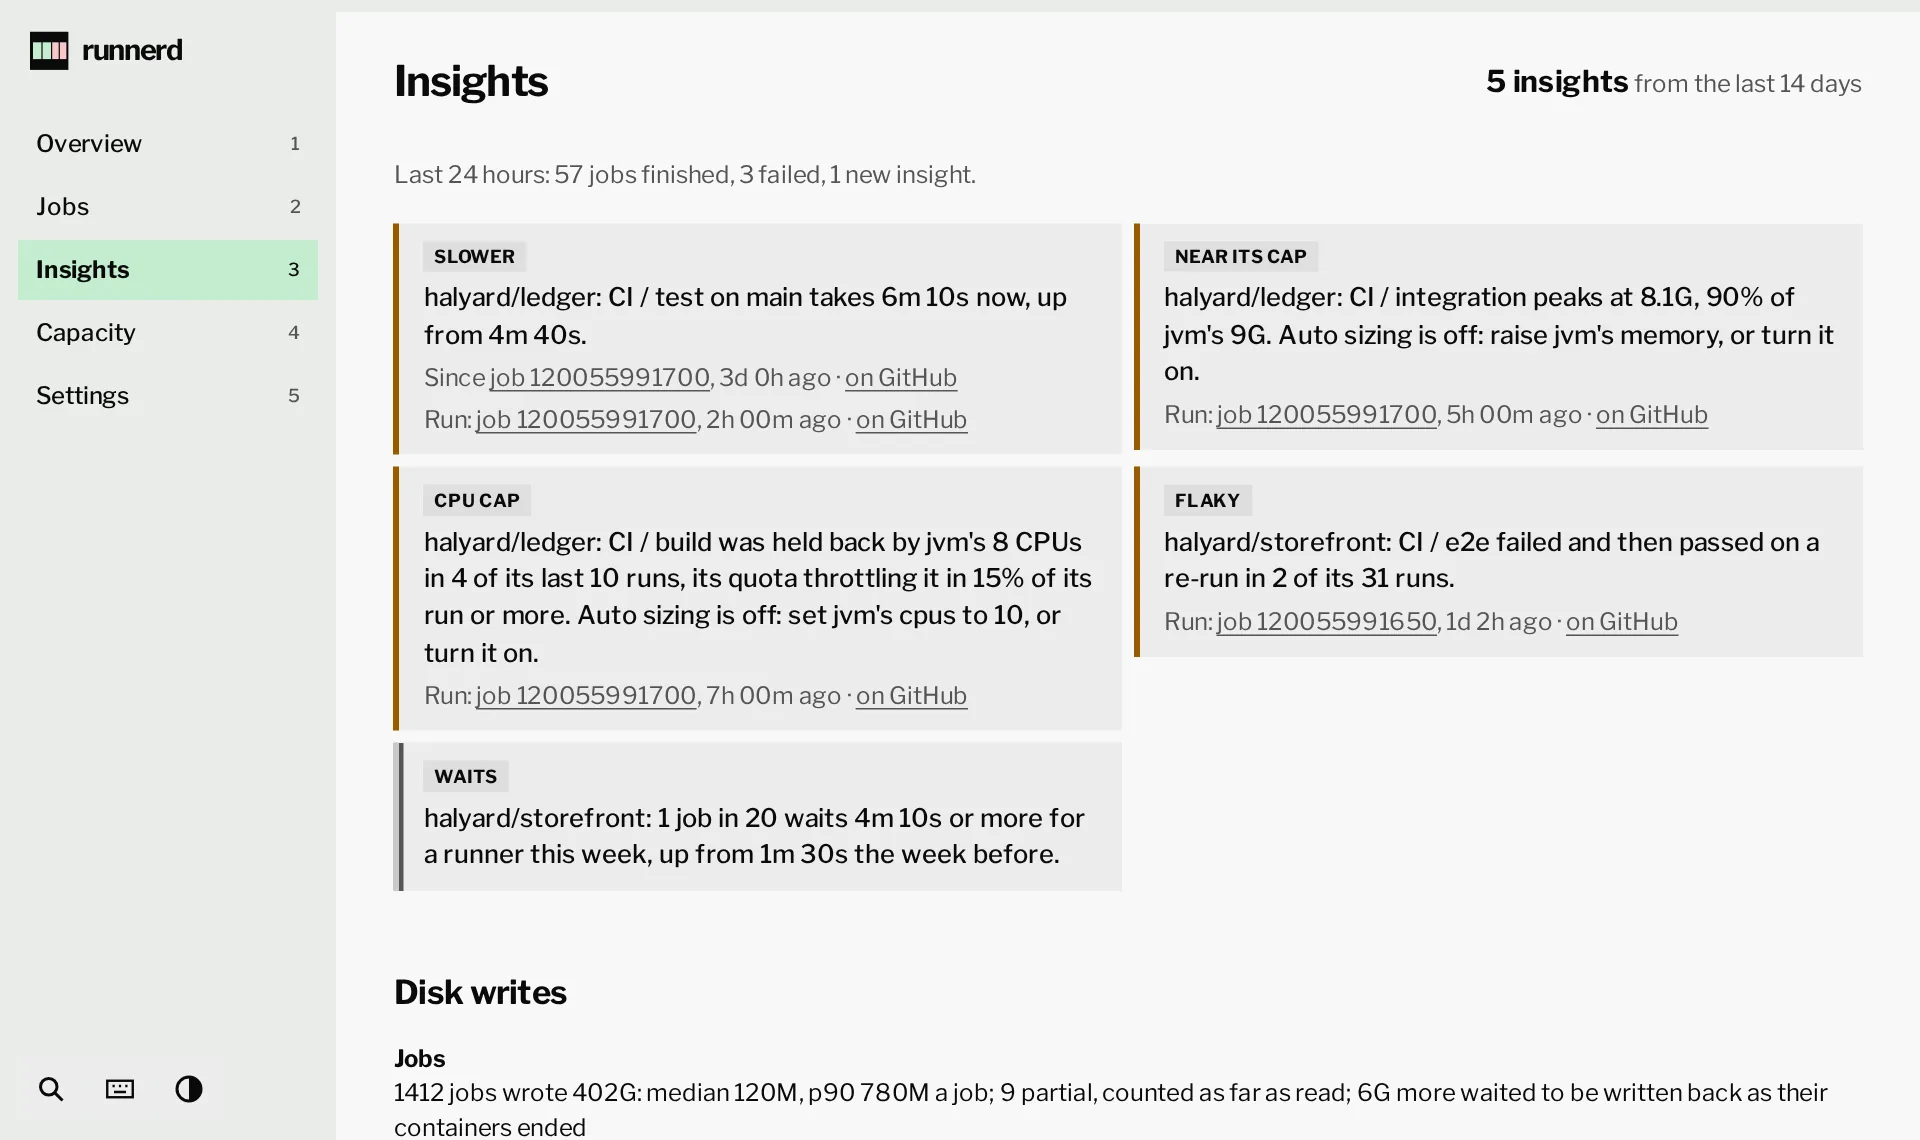 runnerd
Overview 1
Jobs 2
Insights 3
Capacity 4
Settings 5
Insights
5 insights from the last 14 days
Last 24 hours: 57 jobs finished, 3 failed, 1 new insight.
SLOWER
halyard/ledger: CI / test on main takes 6m 10s now, up
from 4m 40s.
Since job 120055991700, 3d 0h ago · on GitHub
Run: job 120055991700, 2h 00m ago · on GitHub
NEAR ITS CAP
halyard/ledger: CI / integration peaks at 8.1G, 90% of
jvm's 9G. Auto sizing is off: raise jvm's memory, or turn it
on.
Run: job 120055991700, 5h 00m ago · on GitHub
CPU CAP
halyard/ledger: CI / build was held back by jvm's 8 CPUs
in 4 of its last 10 runs, its quota throttling it in 15% of its
run or more. Auto sizing is off: set jvm's cpus to 10, or
turn it on.
Run: job 120055991700, 7h 00m ago · on GitHub
FLAKY
halyard/storefront: CI / e2e failed and then passed on a
re-run in 2 of its 31 runs.
Run: job 120055991650, 1d 2h ago · on GitHub
WAITS
halyard/storefront: 1 job in 20 waits 4m 10s or more for
a runner this week, up from 1m 30s the week before.
Disk writes
Jobs
1412 jobs wrote 402G: median 120M, p90 780M a job; 9 partial, counted as far as read; 6G more waited to be written back as their
containers ended